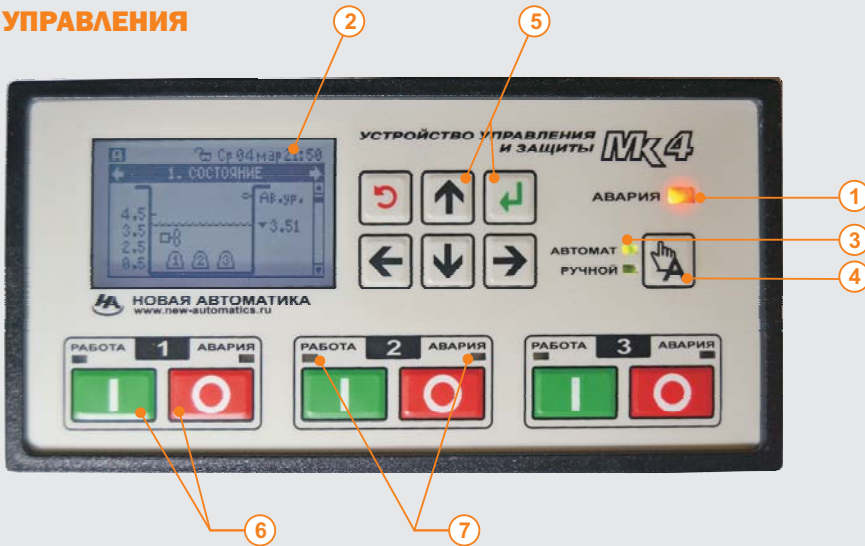 УПРАВЛЕНИЯ
2
5
УСТРОЙСТВО УПРАВЛЕНИЯ
И ЗАЩИТЫ
Мк4
A Ср 04 мар 21:50
1. СОСТОЯНИЕ
Ав.ур.
4.5
3.5
3.51
2.5
0.5
1 2 3
АВАРИЯ
1
АВТОМАТ
3
РУЧНОЙ
A
4
НА НОВАЯ АВТОМАТИКА
www.new-automatics.ru
РАБОТА 1 АВАРИЯ
РАБОТА 2 АВАРИЯ
РАБОТА 3 АВАРИЯ
I O
I O
I O
6
7